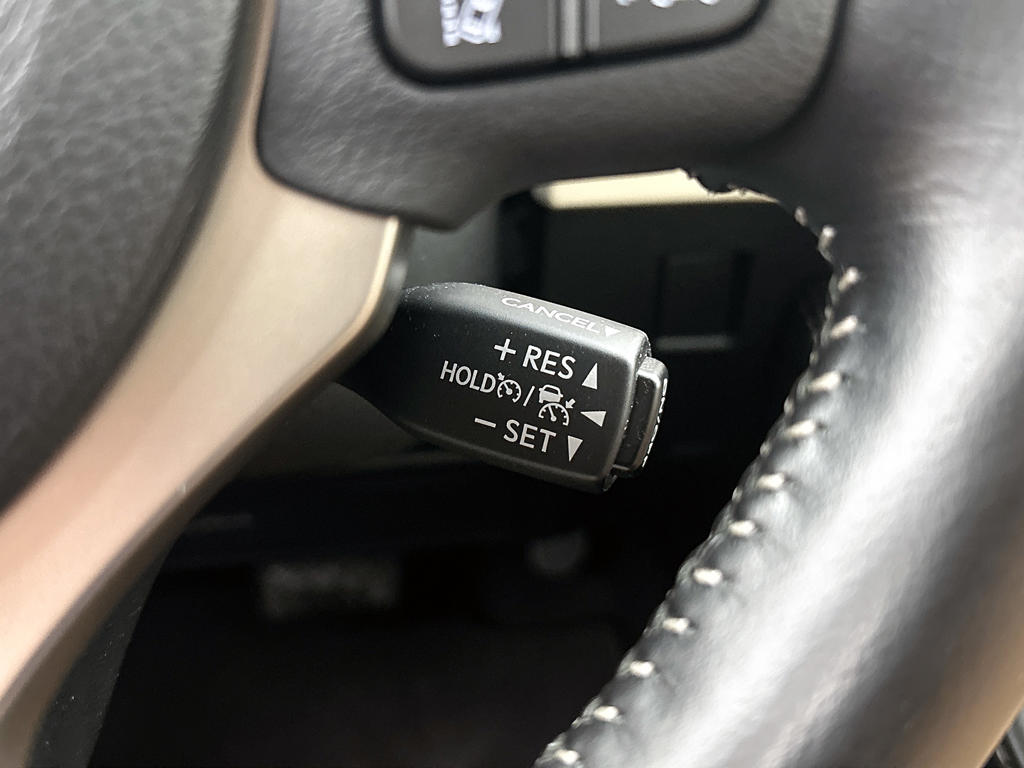 CANCEL▼
+ RES ▲
HOLD /
− SET ▼